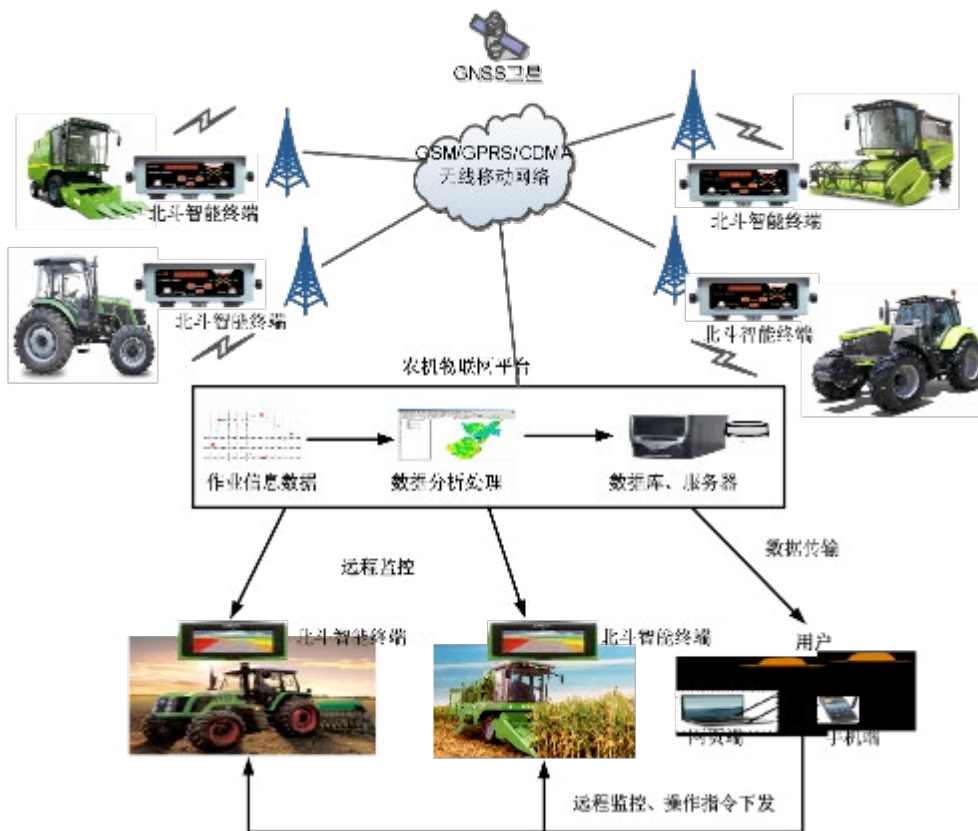 GNSS卫星
GSM/GPRS/CDMA
无线移动网络
北斗智能终端
北斗智能终端
北斗智能终端
北斗智能终端
农机物联网平台
作业信息数据
数据分析处理
数据库、服务器
远程监控
数据传输
北斗智能终端
北斗智能终端
用户
网页端
手机端
远程监控、操作指令下发